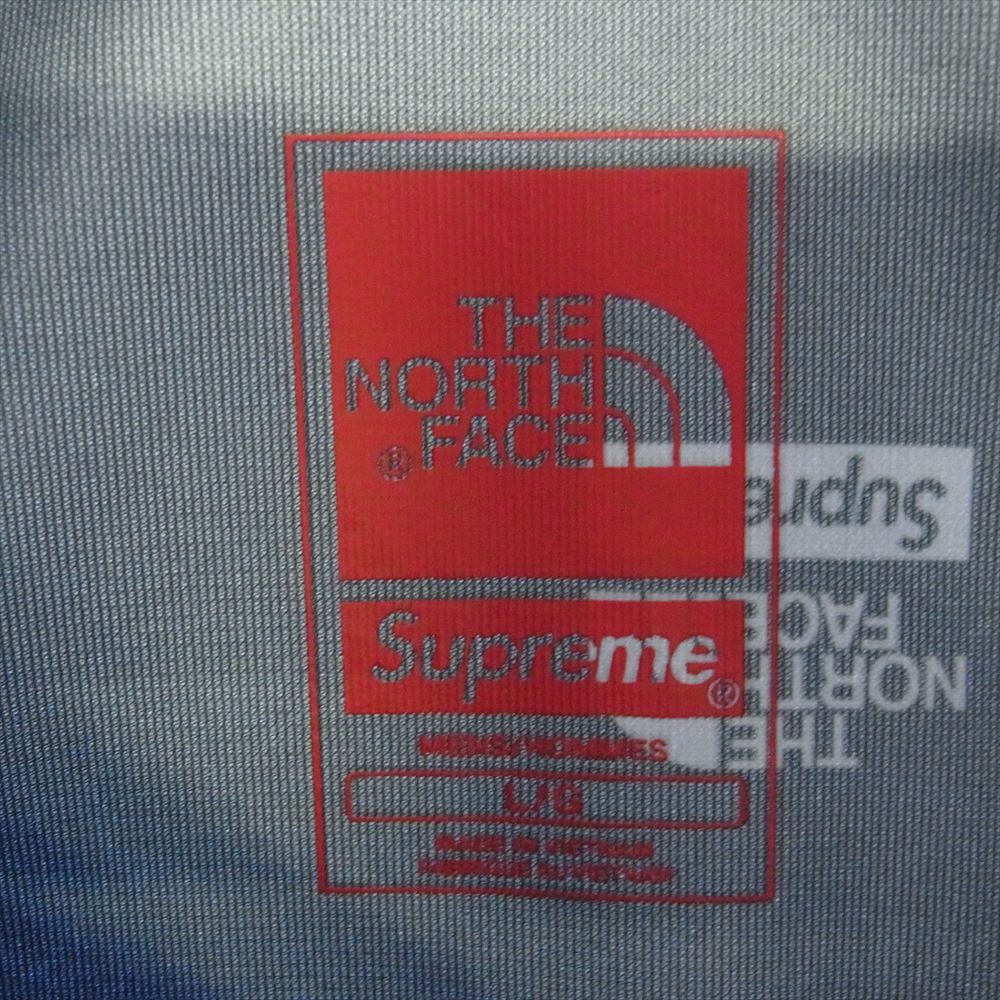 THE
NORTH
® FACE
Supreme®
MENS/HOMMES
L/G
MADE IN VIETNAM
FABRIQUÉ AU VIETNAM
Supreme
THE
NORTH
FACE